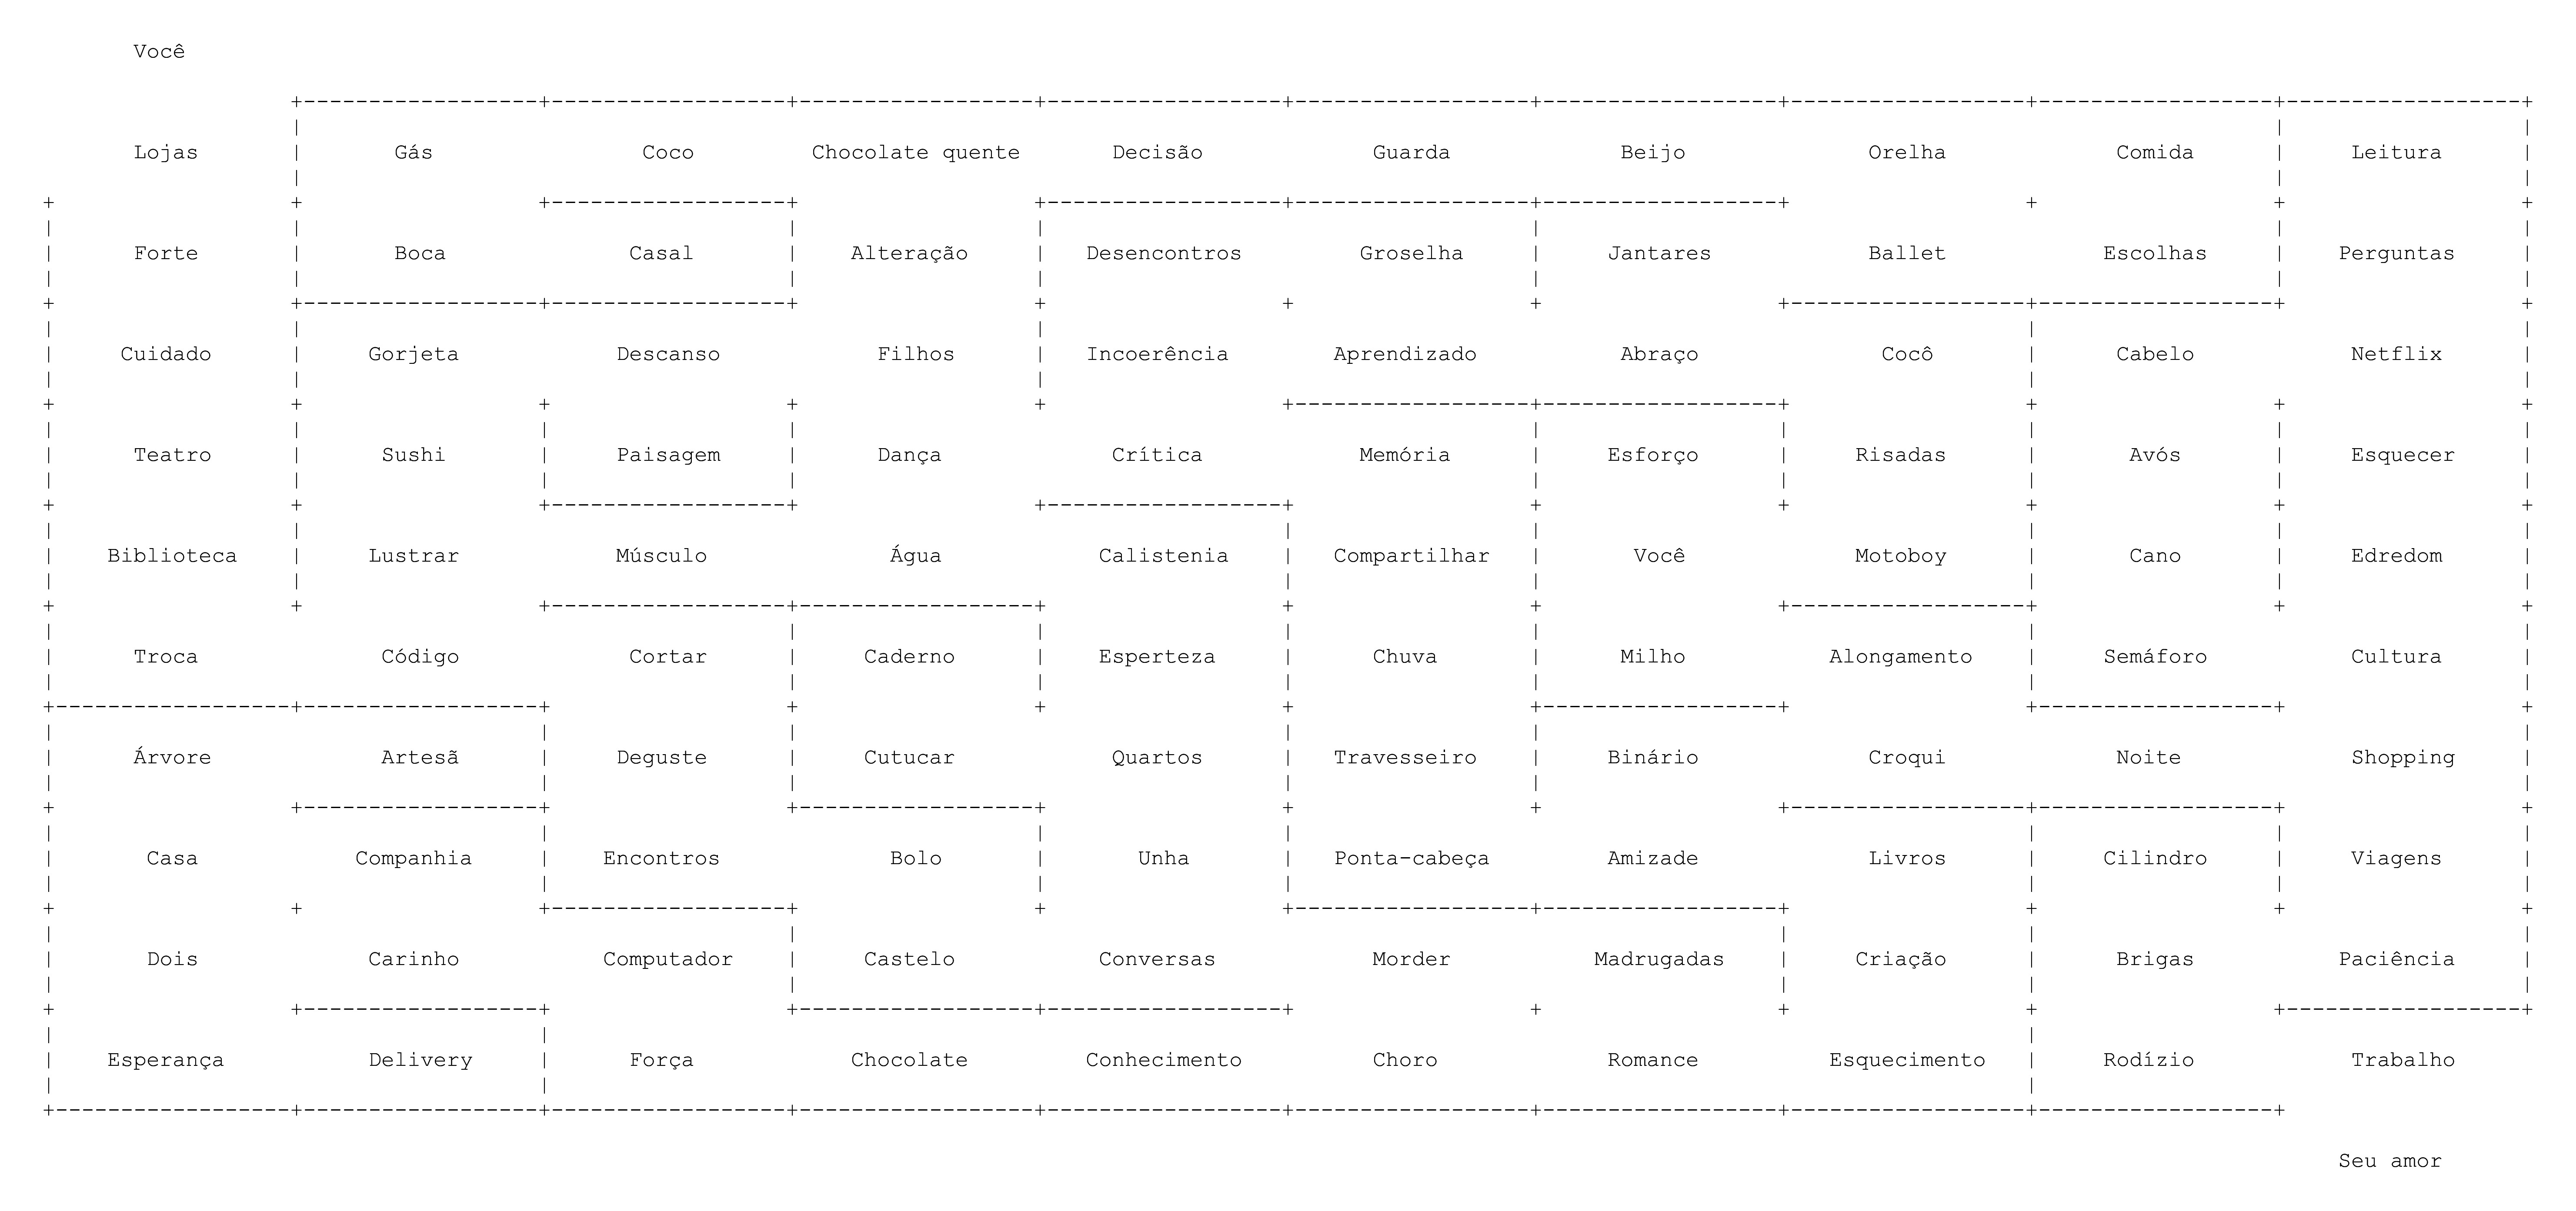 Você
Lojas Gás Coco Chocolate quente Decisão Guarda Beijo Orelha Comida Leitura
Forte Boca Casal Alteração Desencontros Groselha Jantares Ballet Escolhas Perguntas
Cuidado Gorjeta Descanso Filhos Incoerência Aprendizado Abraço Cocô Cabelo Netflix
Teatro Sushi Paisagem Dança Crítica Memória Esforço Risadas Avós Esquecer
Biblioteca Lustrar Músculo Água Calistenia Compartilhar Você Motoboy Cano Edredom
Troca Código Cortar Caderno Esperteza Chuva Milho Alongamento Semáforo Cultura
Árvore Artesã Deguste Cutucar Quartos Travesseiro Binário Croqui Noite Shopping
Casa Companhia Encontros Bolo Unha Ponta-cabeça Amizade Livros Cilindro Viagens
Dois Carinho Computador Castelo Conversas Morder Madrugadas Criação Brigas Paciência
Esperança Delivery Força Chocolate Conhecimento Choro Romance Esquecimento Rodízio Trabalho
Seu amor